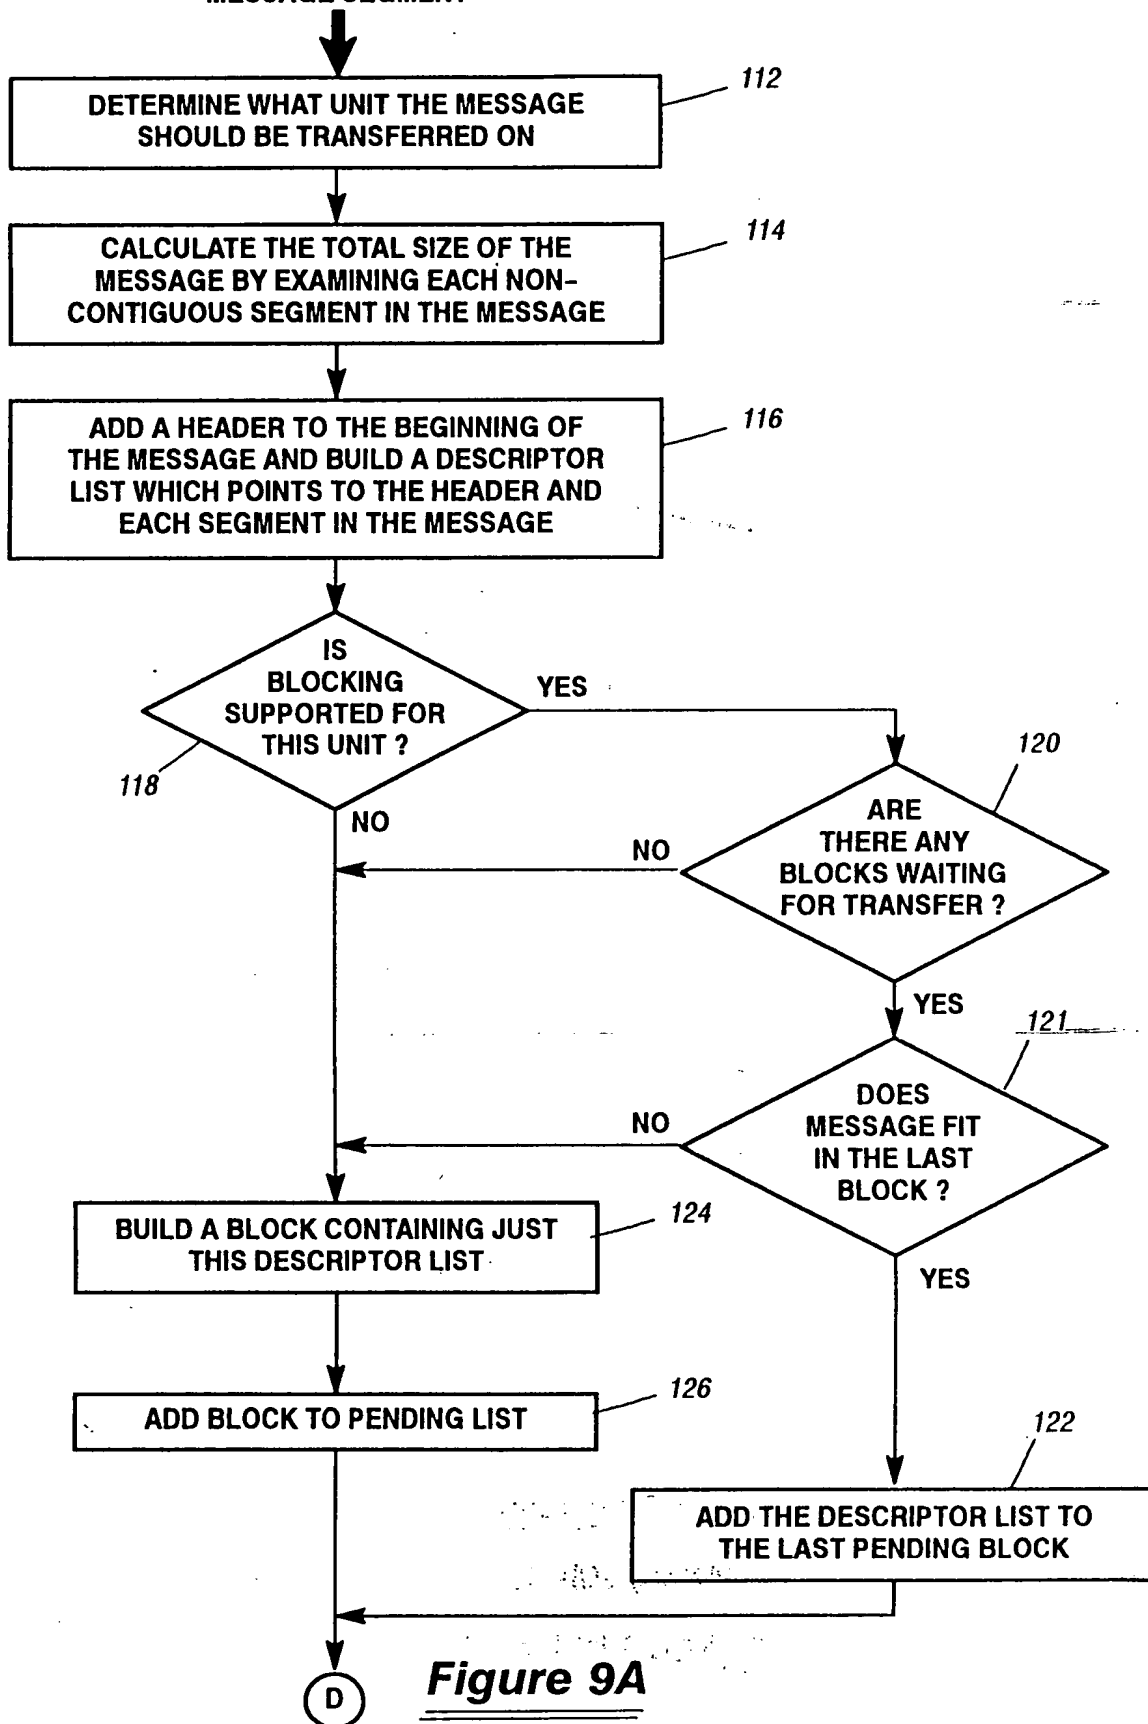 MESSAGE SEGMENT
112
DETERMINE WHAT UNIT THE MESSAGE
SHOULD BE TRANSFERRED ON
114
CALCULATE THE TOTAL SIZE OF THE
MESSAGE BY EXAMINING EACH NON-
CONTIGUOUS SEGMENT IN THE MESSAGE
116
ADD A HEADER TO THE BEGINNING OF
THE MESSAGE AND BUILD A DESCRIPTOR
LIST WHICH POINTS TO THE HEADER AND
EACH SEGMENT IN THE MESSAGE
IS
BLOCKING
SUPPORTED FOR
THIS UNIT ?
YES
118
NO
120
ARE
THERE ANY
BLOCKS WAITING
FOR TRANSFER ?
NO
YES
121
DOES
MESSAGE FIT
IN THE LAST
BLOCK ?
NO
YES
124
BUILD A BLOCK CONTAINING JUST
THIS DESCRIPTOR LIST
126
ADD BLOCK TO PENDING LIST
122
ADD THE DESCRIPTOR LIST TO
THE LAST PENDING BLOCK
D
Figure 9A